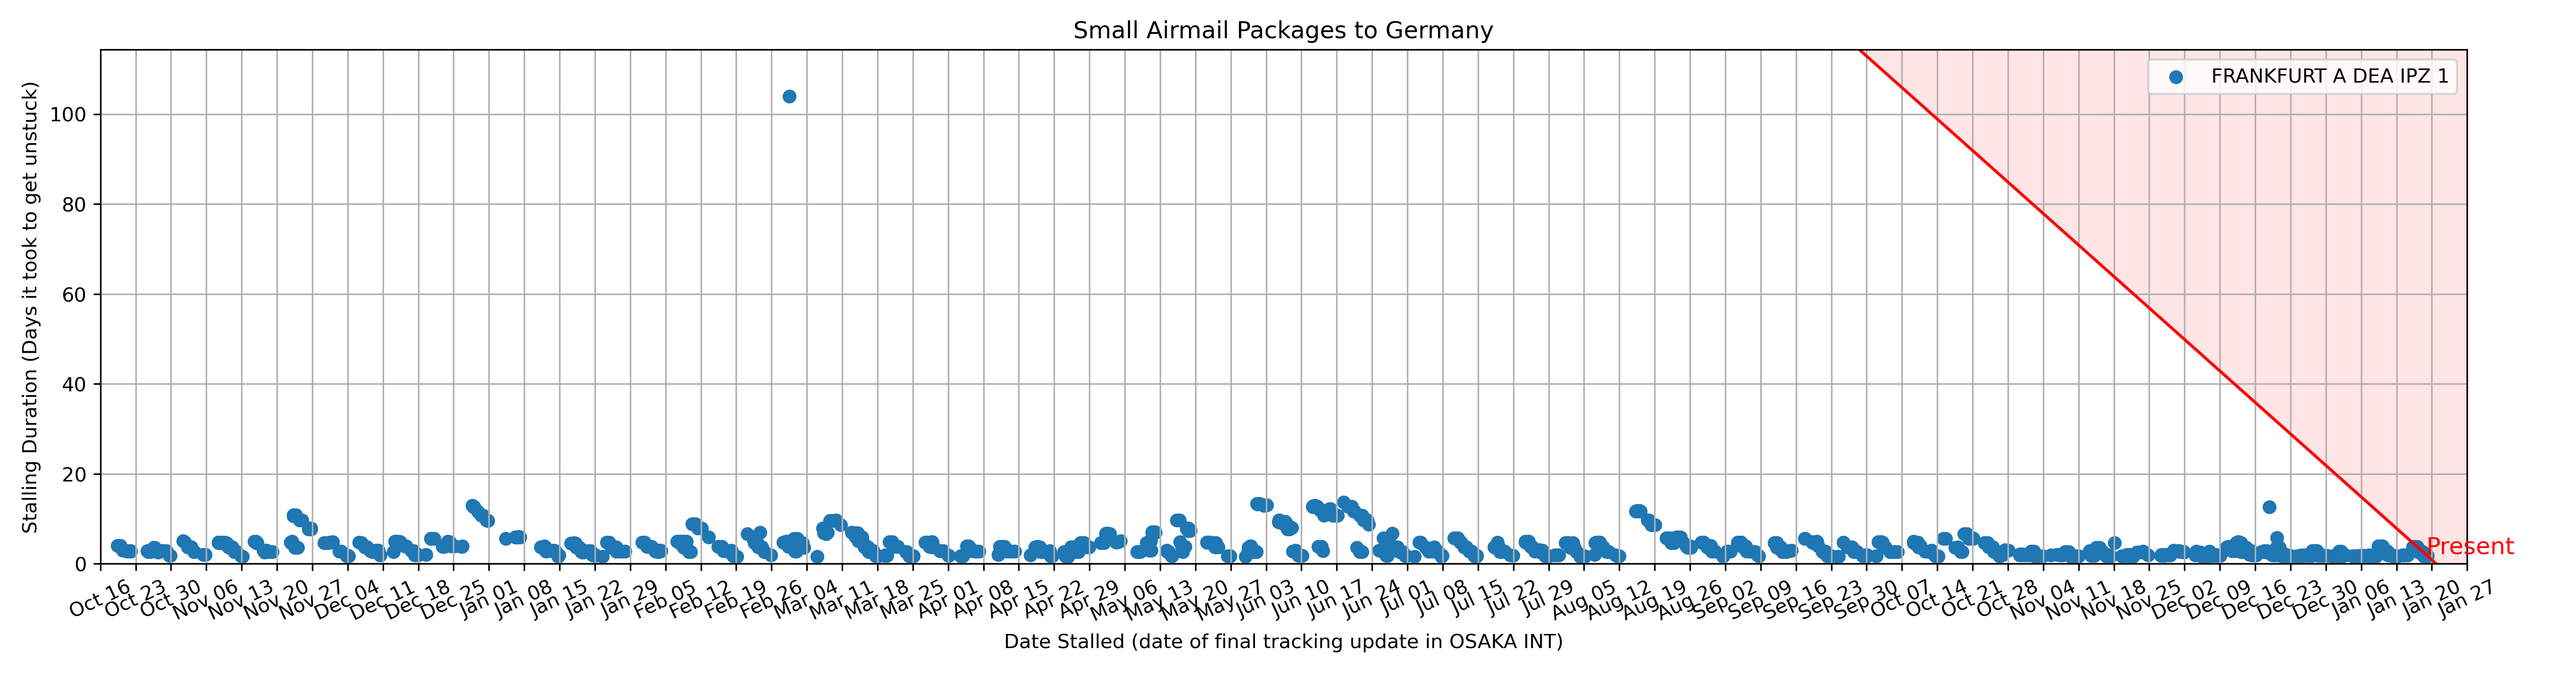 Small Airmail Packages to Germany
FRANKFURT A DEA IPZ 1
Stalling Duration (Days it took to get unstuck)
100
80
60
40
20
0
Present
Oct 16
Oct 23
Oct 30
Nov 06
Nov 13
Nov 20
Nov 27
Dec 04
Dec 11
Dec 18
Dec 25
Jan 01
Jan 08
Jan 15
Jan 22
Jan 29
Feb 05
Feb 12
Feb 19
Feb 26
Mar 04
Mar 11
Mar 18
Mar 25
Apr 01
Apr 08
Apr 15
Apr 22
Apr 29
May 06
May 13
May 20
May 27
Jun 03
Jun 10
Jun 17
Jun 24
Jul 01
Jul 08
Jul 15
Jul 22
Jul 29
Aug 05
Aug 12
Aug 19
Aug 26
Sep 02
Sep 09
Sep 16
Sep 23
Sep 30
Oct 07
Oct 14
Oct 21
Oct 28
Nov 04
Nov 11
Nov 18
Nov 25
Dec 02
Dec 09
Dec 16
Dec 23
Dec 30
Jan 06
Jan 13
Jan 20
Jan 27
Date Stalled (date of final tracking update in OSAKA INT)